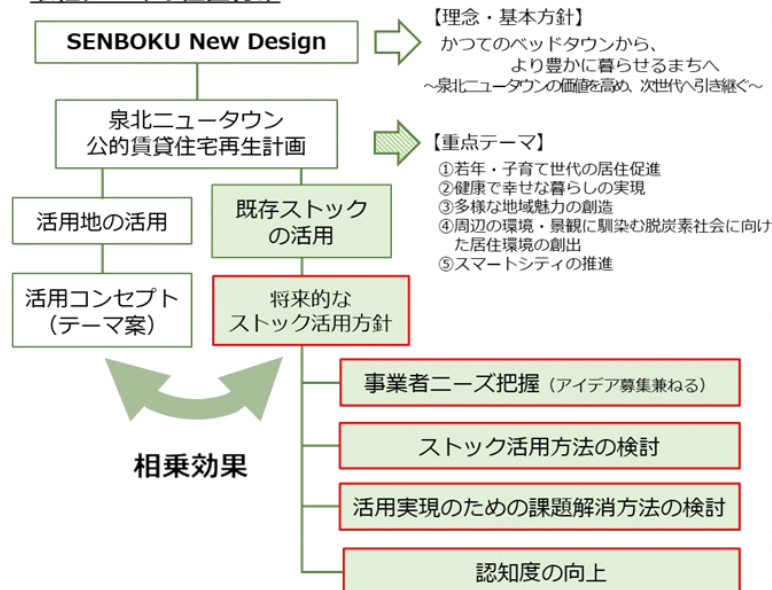 SENBOKU New Design
【理念・基本方針】
かつてのベッドタウンから、
より豊かに暮らせるまちへ
～泉北ニュータウンの価値を高め、次世代へ引き継ぐ～
泉北ニュータウン
公的賃貸住宅再生計画
【重点テーマ】
①若年・子育て世代の居住促進
②健康で幸せな暮らしの実現
③多様な地域魅力の創造
④周辺の環境・景観に馴染む脱炭素社会に向け
た居住環境の創出
⑤スマートシティの推進
活用地の活用
既存ストック
の活用
活用コンセプト
（テーマ案）
将来的な
ストック活用方針
相乗効果
事業者ニーズ把握（アイデア募集兼ねる）
ストック活用方法の検討
活用実現のための課題解消方法の検討
認知度の向上